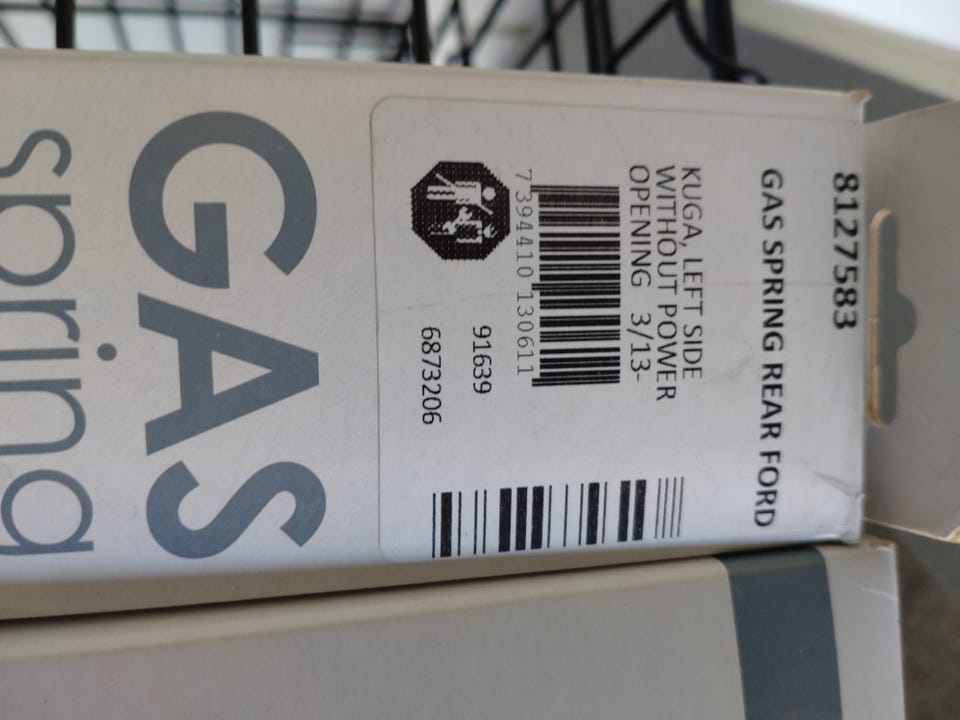 8127583
GAS SPRING REAR FORD
KUGA, LEFT SIDE
WITHOUT POWER
OPENING 3/13-
7 394410 130611
91639
6873206
GAS
spring